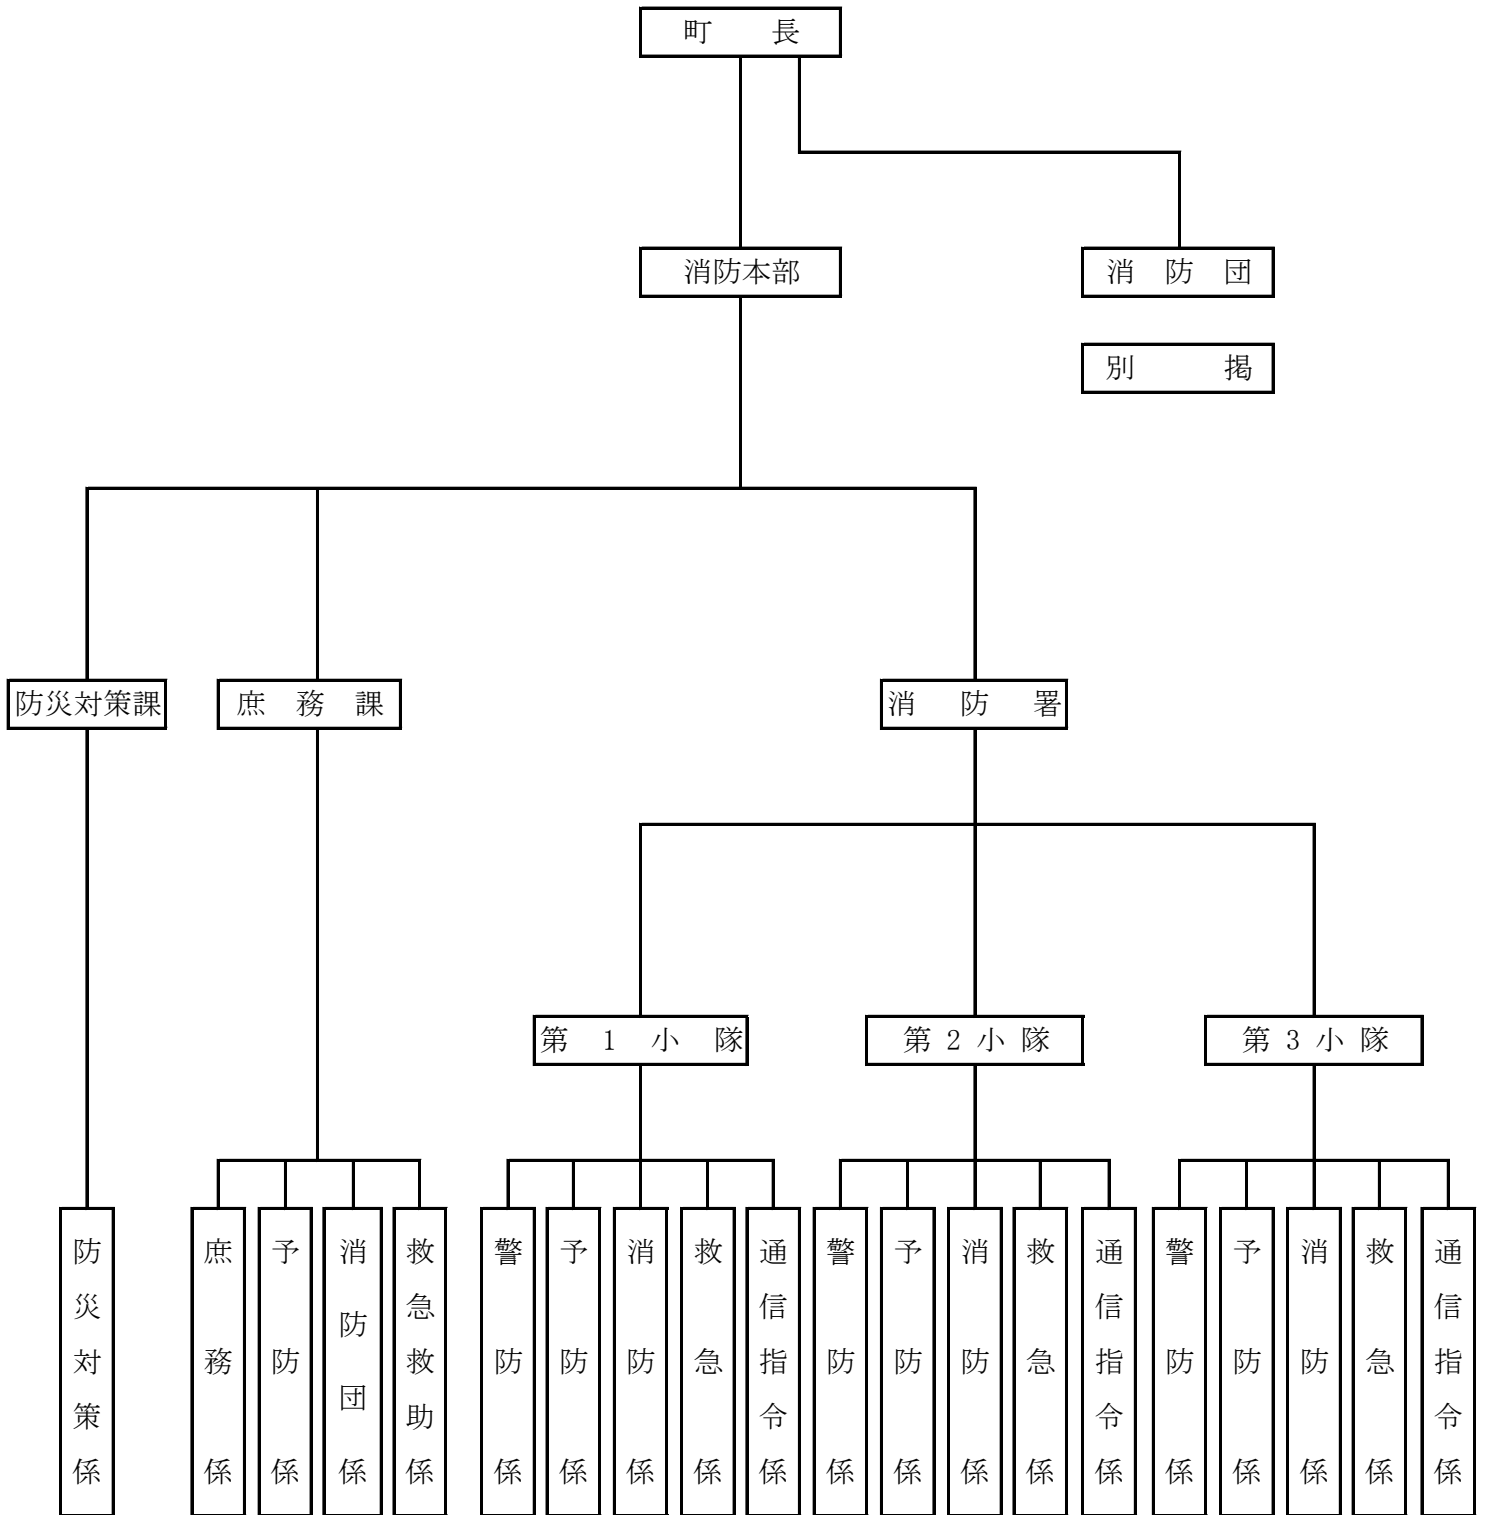 町長
消防本部
消防団
別掲
防災対策課
庶務課
消防署
第1小隊
第2小隊
第3小隊
防災対策係
庶務係
予防係
消防団係
救急救助係
警防係
予防係
消防係
救急係
通信指令係
警防係
予防係
消防係
救急係
通信指令係
警防係
予防係
消防係
救急係
通信指令係